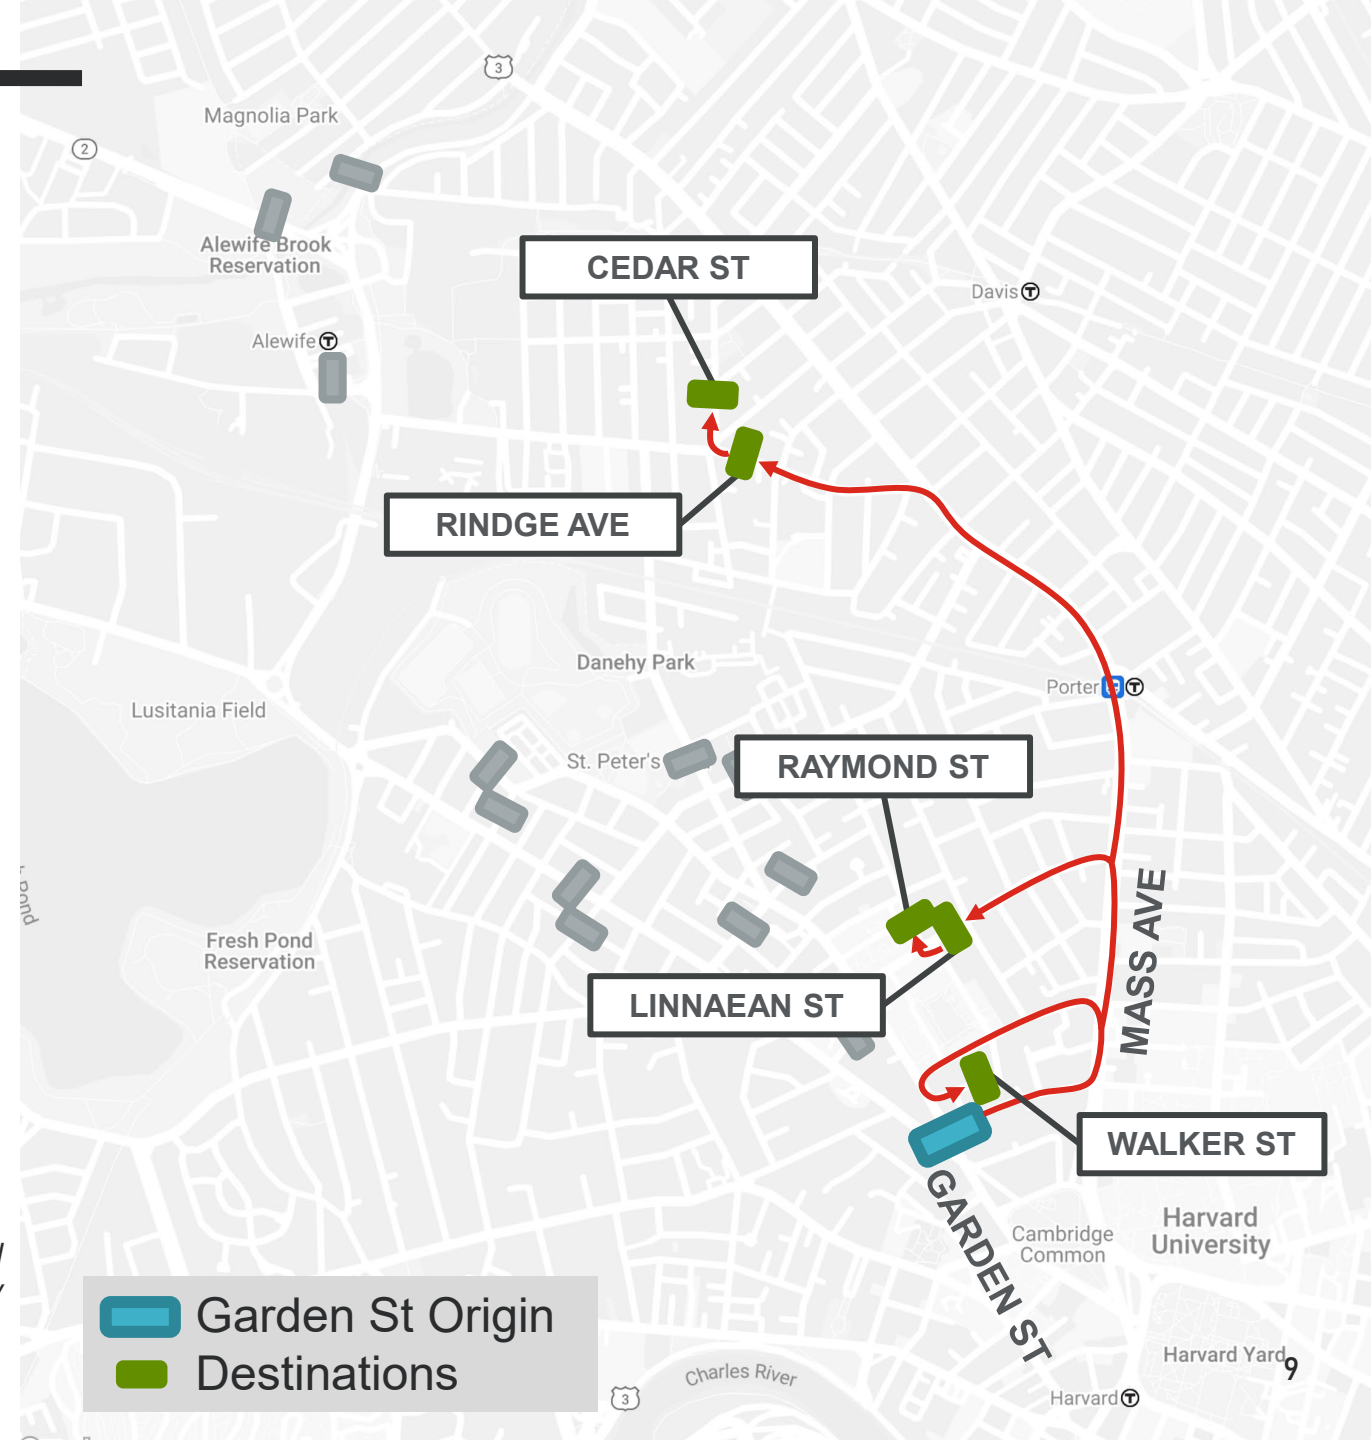 3
Magnolia Park
2
Alewife Brook
Reservation
CEDAR ST
Davis T
Alewife T
RINDGE AVE
Danehy Park
Porter T
Lusitania Field
St. Peter's
RAYMOND ST
MASS AVE
Pond
Fresh Pond
Reservation
LINNAEAN ST
WALKER ST
GARDEN ST
Cambridge
Common
Harvard
University
Garden St Origin
Destinations
Charles River
3
Harvard Yard
9
Harvard T